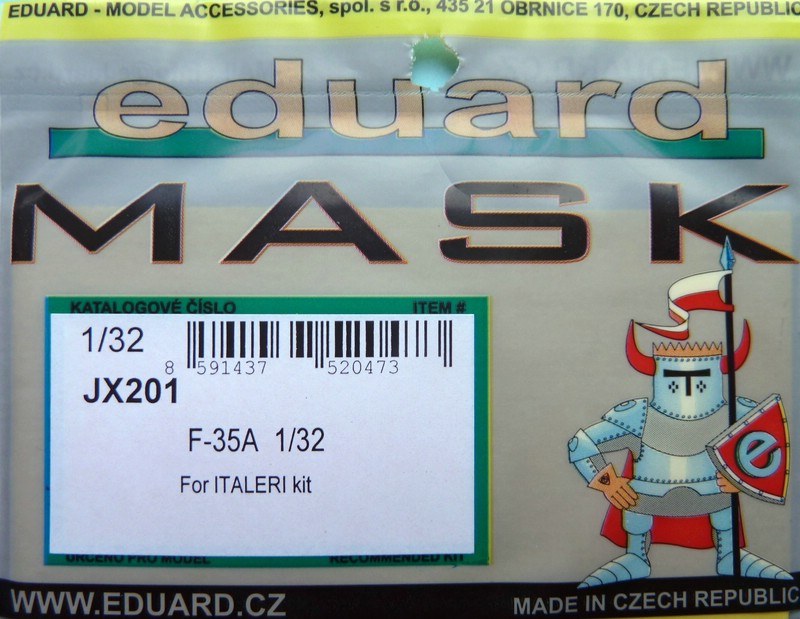 EDUARD - MODEL ACCESSORIES, spol. s r.o., 435 21 OBRNICE 170, CZECH REPUBLIC
eduard
MASK
KATALOGOVÉ ČÍSLO ITEM #
1/32
8 591437 520473
JX201
F-35A 1/32
For ITALERI kit
URČENO PRO MODEL RECOMMENDED KIT
e
WWW.EDUARD.CZ
MADE IN CZECH REPUBLIC